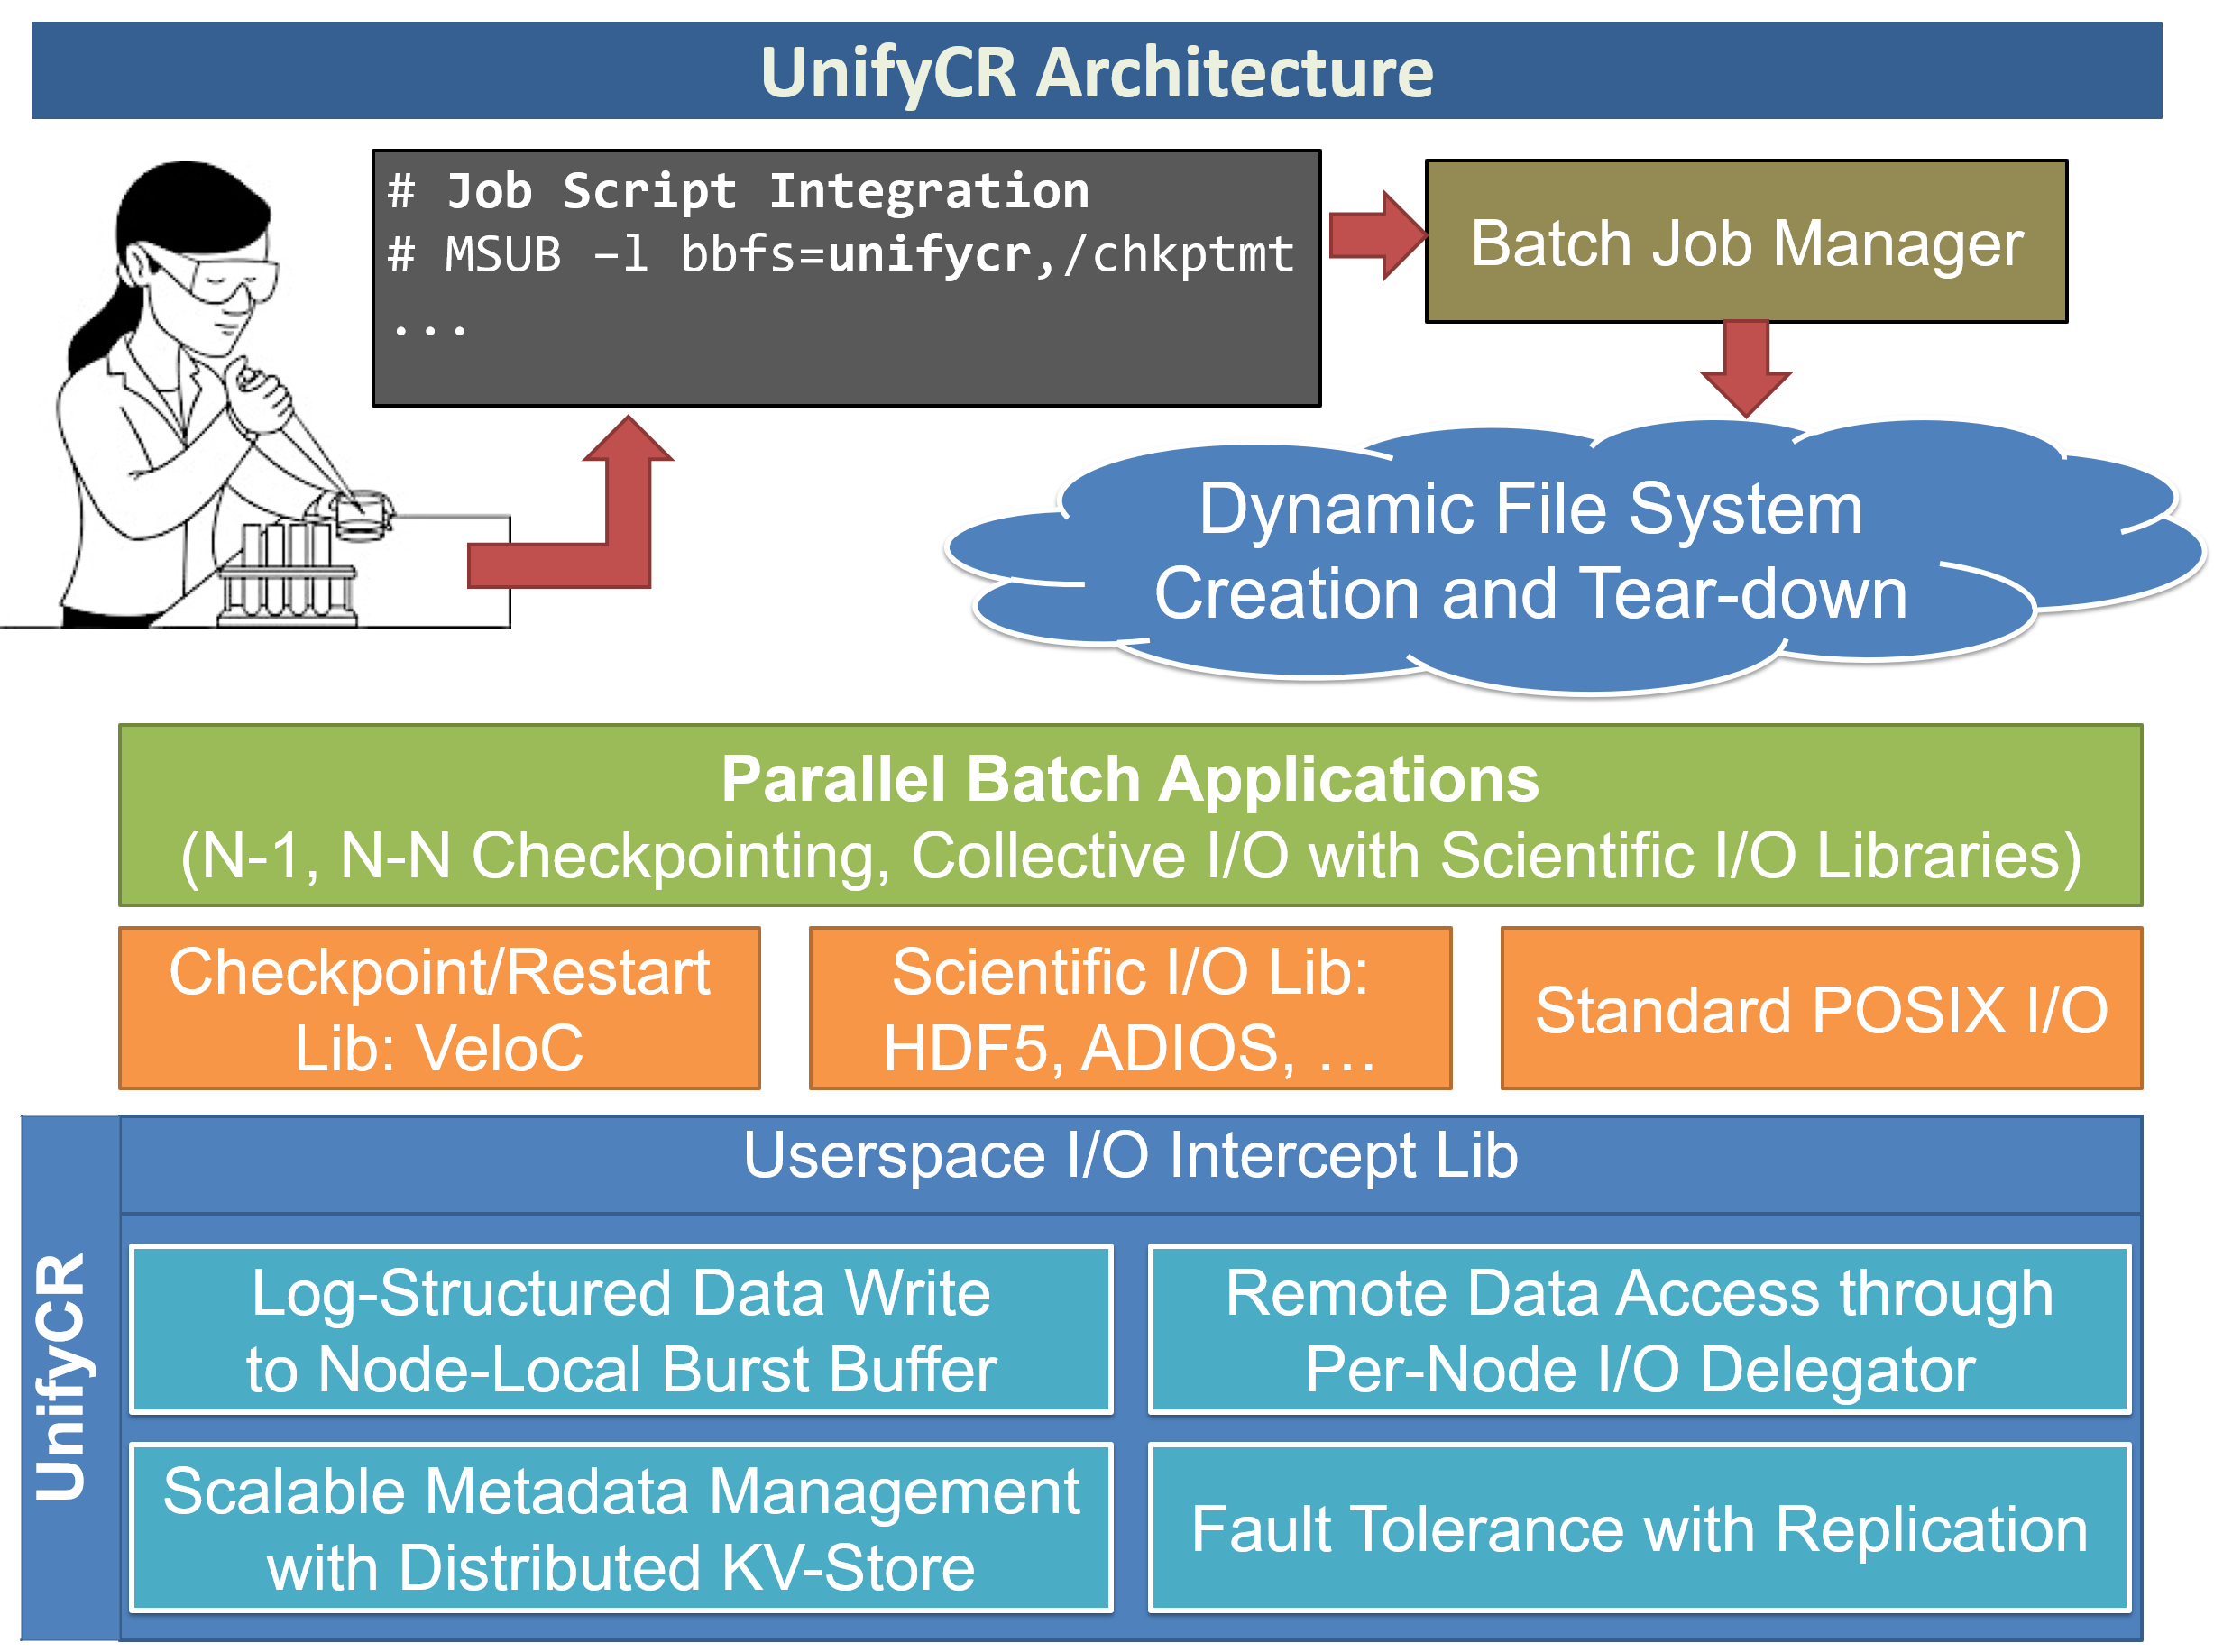 UnifyCR Architecture
# Job Script Integration
# MSUB –l bbfs=unifycr,/chkptmt
...
Batch Job Manager
Dynamic File System
Creation and Tear-down
Parallel Batch Applications
(N-1, N-N Checkpointing, Collective I/O with Scientific I/O Libraries)
Checkpoint/Restart
Lib: VeloC
Scientific I/O Lib:
HDF5, ADIOS, …
Standard POSIX I/O
UnifyCR
Userspace I/O Intercept Lib
Log-Structured Data Write
to Node-Local Burst Buffer
Remote Data Access through
Per-Node I/O Delegator
Scalable Metadata Management
with Distributed KV-Store
Fault Tolerance with Replication